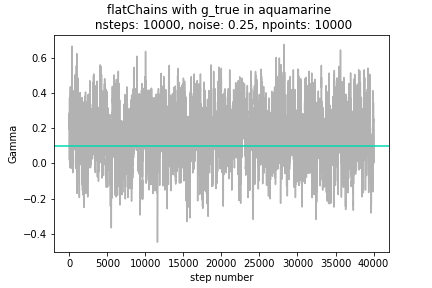 flatChains with g_true in aquamarine
nsteps: 10000, noise: 0.25, npoints: 10000
Gamma
0.6
0.4
0.2
0.0
−0.2
−0.4
0 5000 10000 15000 20000 25000 30000 35000 40000
step number